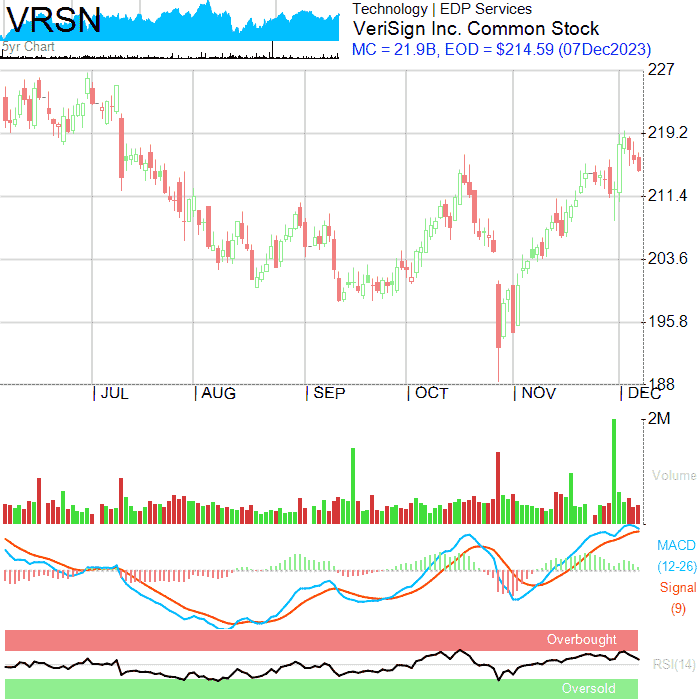 VRSN
5yr Chart
Technology | EDP Services
VeriSign Inc. Common Stock
MC = 21.9B, EOD = $214.59 (07Dec2023)
227
219.2
211.4
203.6
195.8
188
| JUL | AUG | SEP | OCT | NOV | DEC
2M
Volume
MACD
(12-26)
Signal
(9)
Overbought
RSI(14)
Oversold